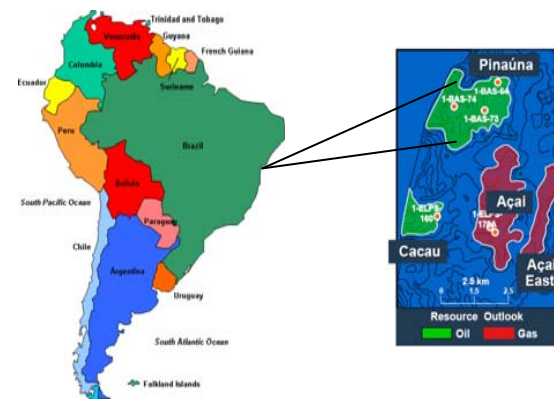 Trinidad and Tobago
Venezuela
Guyana
French Guiana
Colombia
Suriname
Ecuador
Peru
Brazil
Bolivia
South Pacific Ocean
Paraguay
Chile
Argentina
Uruguay
South Atlantic Ocean
Falkland Islands
Pinaúna
1-BAS-64
1-BAS-74
1-BAS-73
Açai
Cacau
Açai
East
2.5 km
0 1.5 2.5
Resource Outlook
Oil Gas